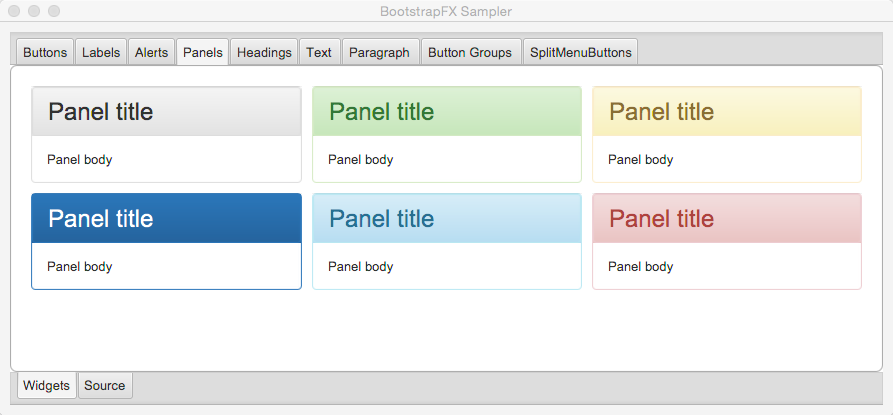 BootstrapFX Sampler
Buttons Labels Alerts Panels Headings Text Paragraph Button Groups SplitMenuButtons
Panel title Panel title Panel title
Panel body Panel body Panel body
Panel title Panel title Panel title
Panel body Panel body Panel body
Widgets Source